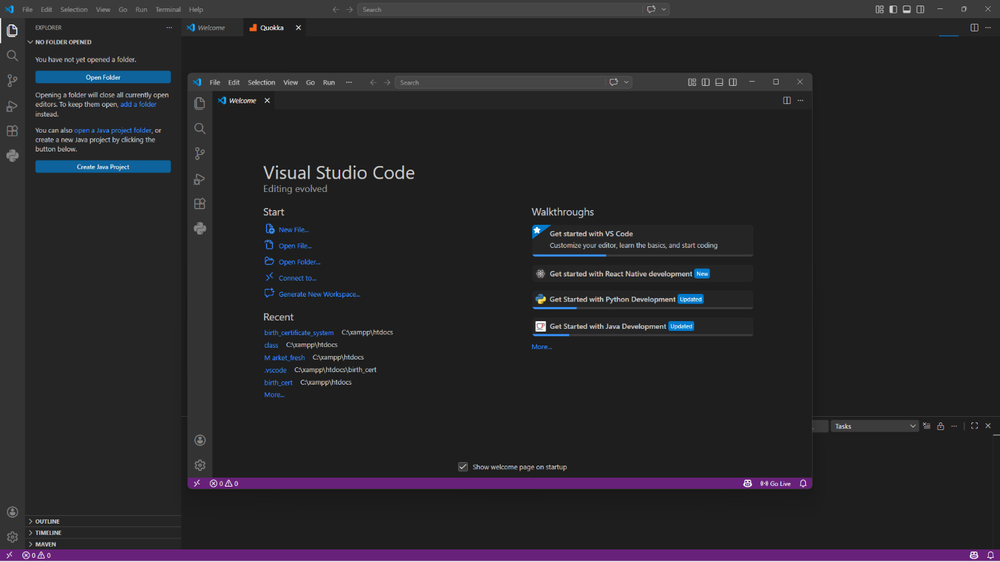 File Edit Selection View Go Run Terminal Help
Search
EXPLORER
Welcome
Quokka
NO FOLDER OPENED
You have not yet opened a folder.
Open Folder
Opening a folder will close all currently open
editors. To keep them open, add a folder
instead.
You can also open a Java project folder, or
create a new Java project by clicking the
button below.
Create Java Project
OUTLINE
TIMELINE
MAVEN
0 0
File Edit Selection View Go Run
Search
Welcome
Visual Studio Code
Editing evolved
Start
New File...
Open File...
Open Folder...
Connect to...
Generate New Workspace...
Recent
birth_certificate_system C:\xampp\htdocs
class C:\xampp\htdocs
M arket_fresh C:\xampp\htdocs
.vscode C:\xampp\htdocs\birth_cert
birth_cert C:\xampp\htdocs
More...
Walkthroughs
Get started with VS Code
Customize your editor, learn the basics, and start coding
Get started with React Native development New
Get Started with Python Development Updated
Get Started with Java Development Updated
More...
Show welcome page on startup
0 0
Go Live
Tasks